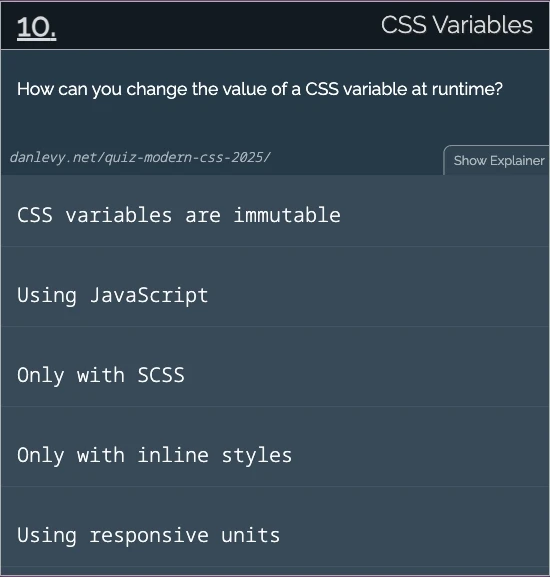 10.
CSS Variables
How can you change the value of a CSS variable at runtime?
danlevy.net/quiz-modern-css-2025/
Show Explainer
CSS variables are immutable
Using JavaScript
Only with SCSS
Only with inline styles
Using responsive units